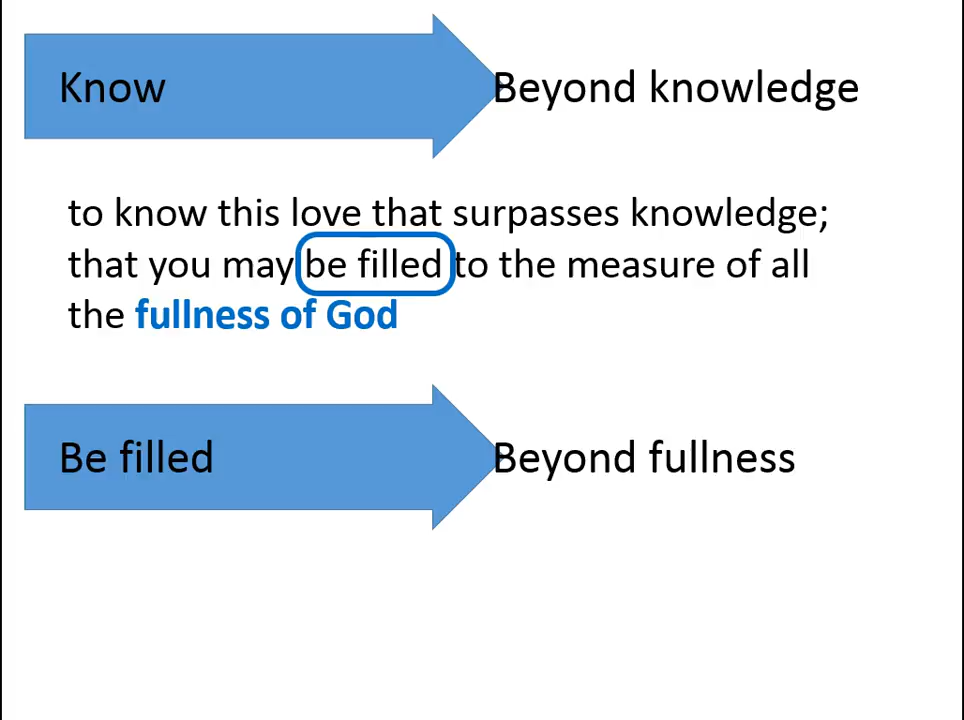 Know Beyond knowledge
to know this love that surpasses knowledge;
that you may be filled to the measure of all
the fullness of God
Be filled Beyond fullness